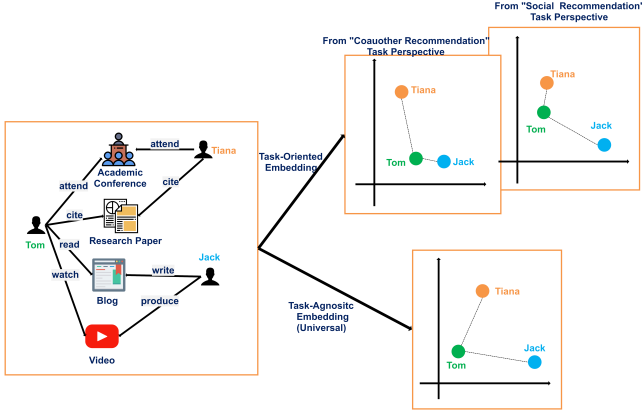 From "Social Recommendation"
Task Perspective
From "Coauother Recommendation"
Task Perspective
Tiana
Tom
Jack
Tiana
Tom
Jack
attend
Tiana
Academic
Conference
attend
cite
cite
Tom
Research Paper
read
Jack
watch
write
Blog
produce
Video
Task-Oriented
Embedding
Task-Agnositc
Embedding
(Universal)
Tiana
Jack
Tom